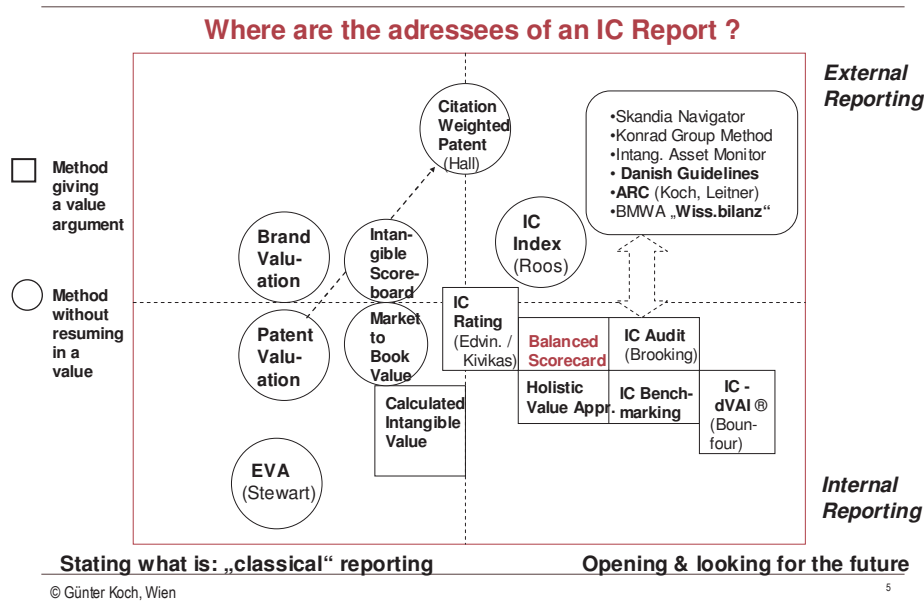 Where are the adressees of an IC Report ?
External
Reporting
Citation
Weighted
Patent
(Hall)
•Skandia Navigator
•Konrad Group Method
•Intang. Asset Monitor
• Danish Guidelines
•ARC (Koch, Leitner)
•BMWA „Wiss.bilanz“
Method
giving
a value
argument
Brand
Valu-
ation
Intan-
gible
Score-
board
IC
Index
(Roos)
Method
without
resuming
in a
value
Patent
Valu-
ation
Market
to
Book
Value
IC
Rating
(Edvin. /
Kivikas)
Balanced
Scorecard
IC Audit
(Brooking)
Holistic
Value Appr.
IC Bench-
marking
IC -
dVAI ®
(Boun-
four)
Calculated
Intangible
Value
EVA
(Stewart)
Internal
Reporting
Stating what is: „classical“ reporting
Opening & looking for the future
© Günter Koch, Wien
5